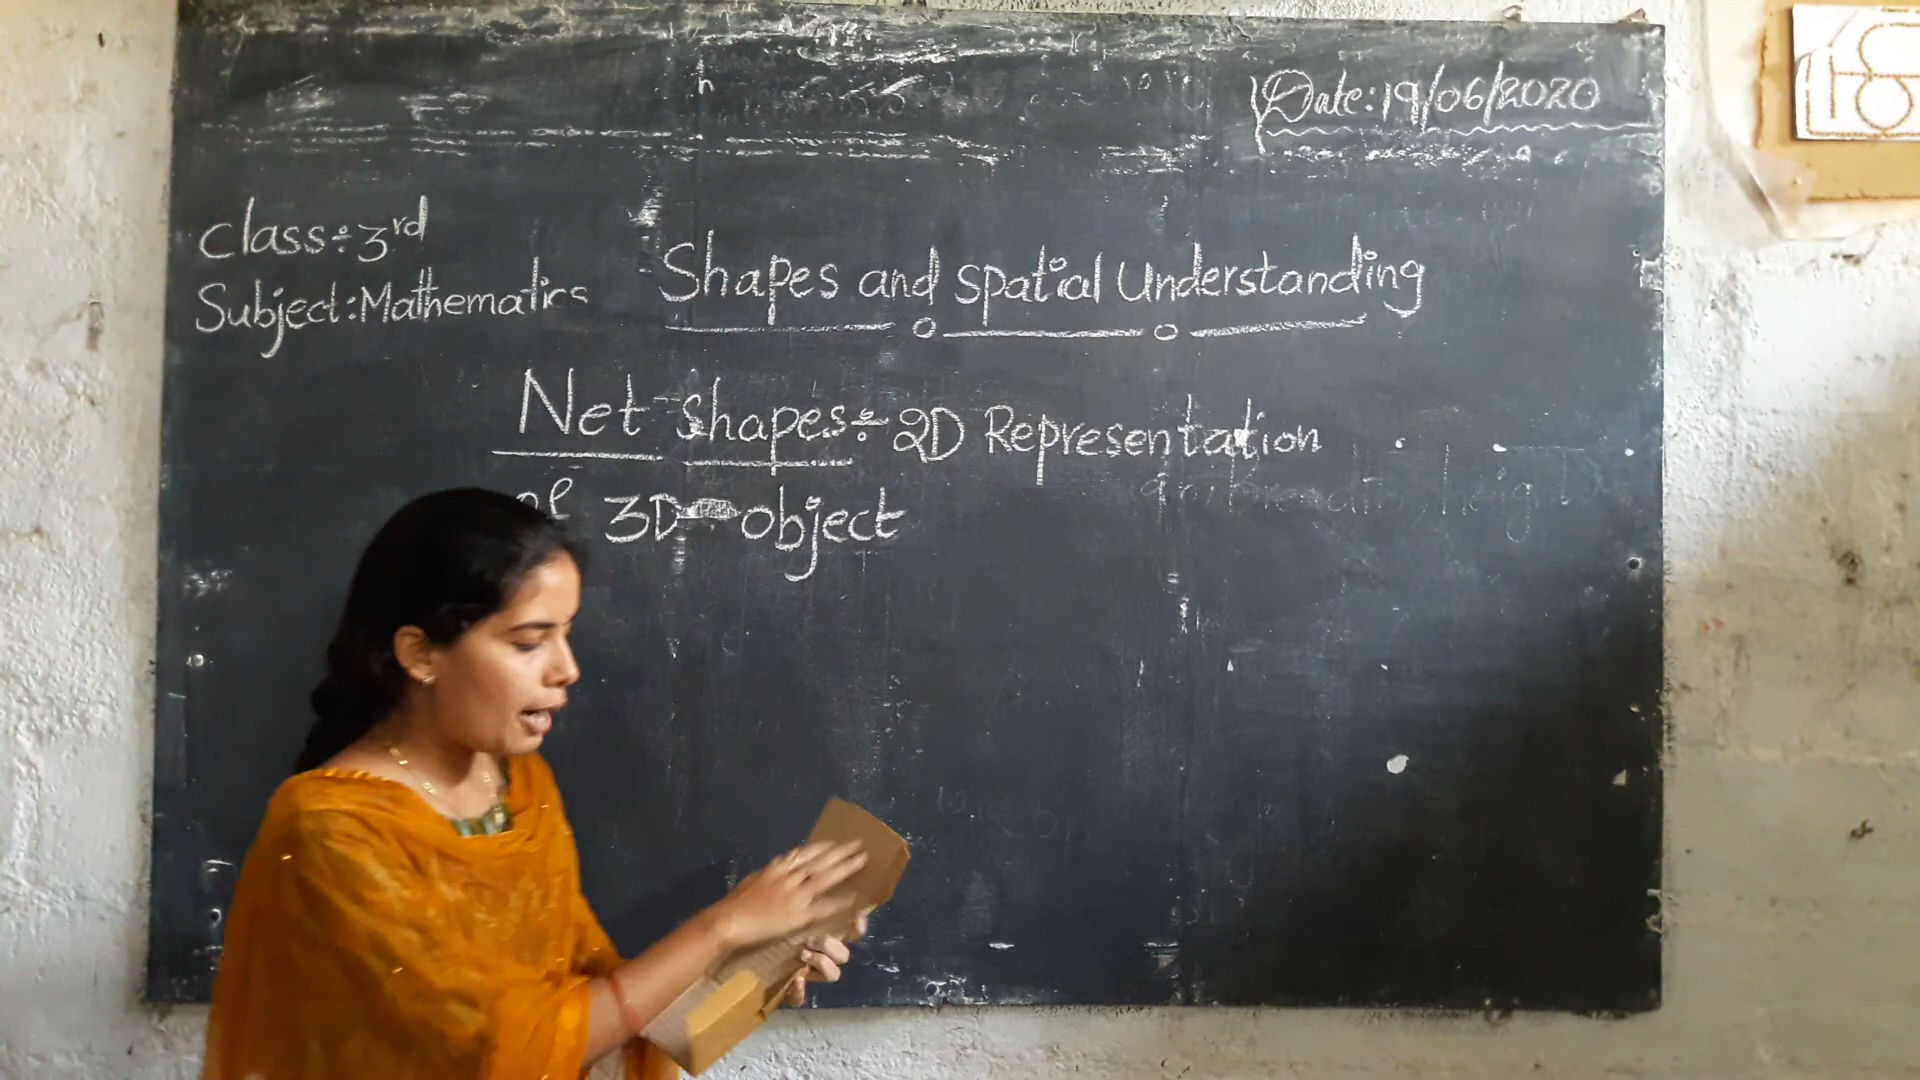 Date: 19/06/2020
Class÷3rd
Subject:Mathematics
Shapes and spatial Understanding
Net shapes÷2D Representation
of 3D object